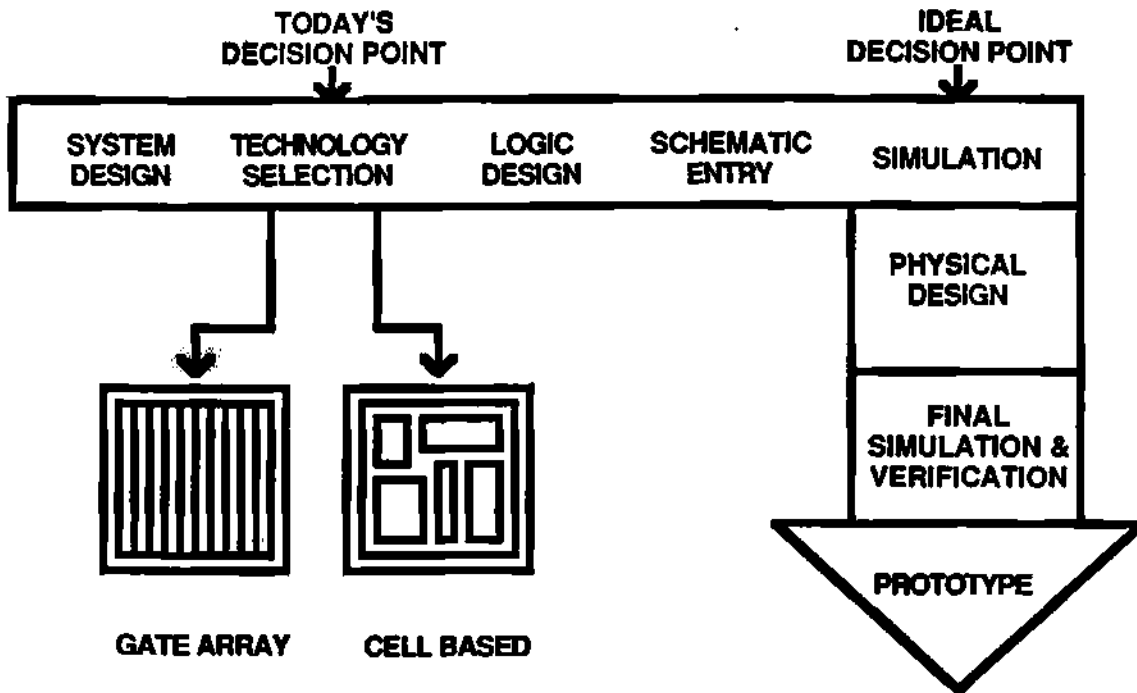 TODAY'S
DECISION POINT
IDEAL
DECISION POINT
SYSTEM
DESIGN
TECHNOLOGY
SELECTION
LOGIC
DESIGN
SCHEMATIC
ENTRY
SIMULATION
PHYSICAL
DESIGN
FINAL
SIMULATION &
VERIFICATION
PROTOTYPE
GATE ARRAY
CELL BASED